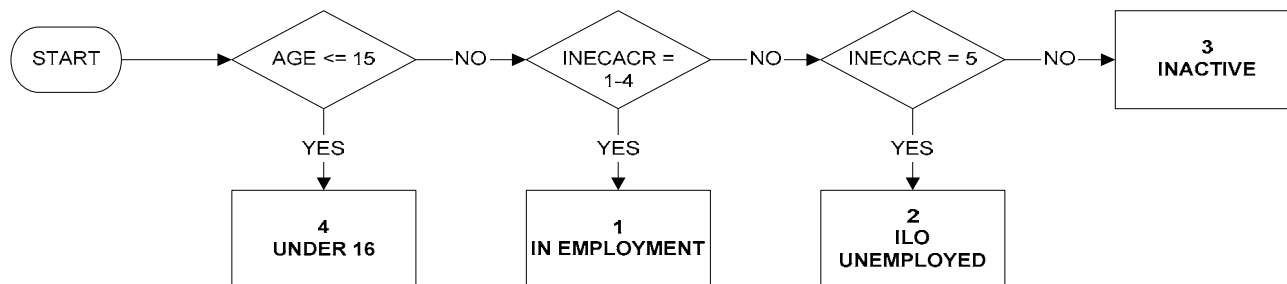 START
AGE <= 15
NO
INECACR =
1-4
NO
INECACR = 5
NO
3
INACTIVE
YES
YES
YES
4
UNDER 16
1
IN EMPLOYMENT
2
ILO
UNEMPLOYED